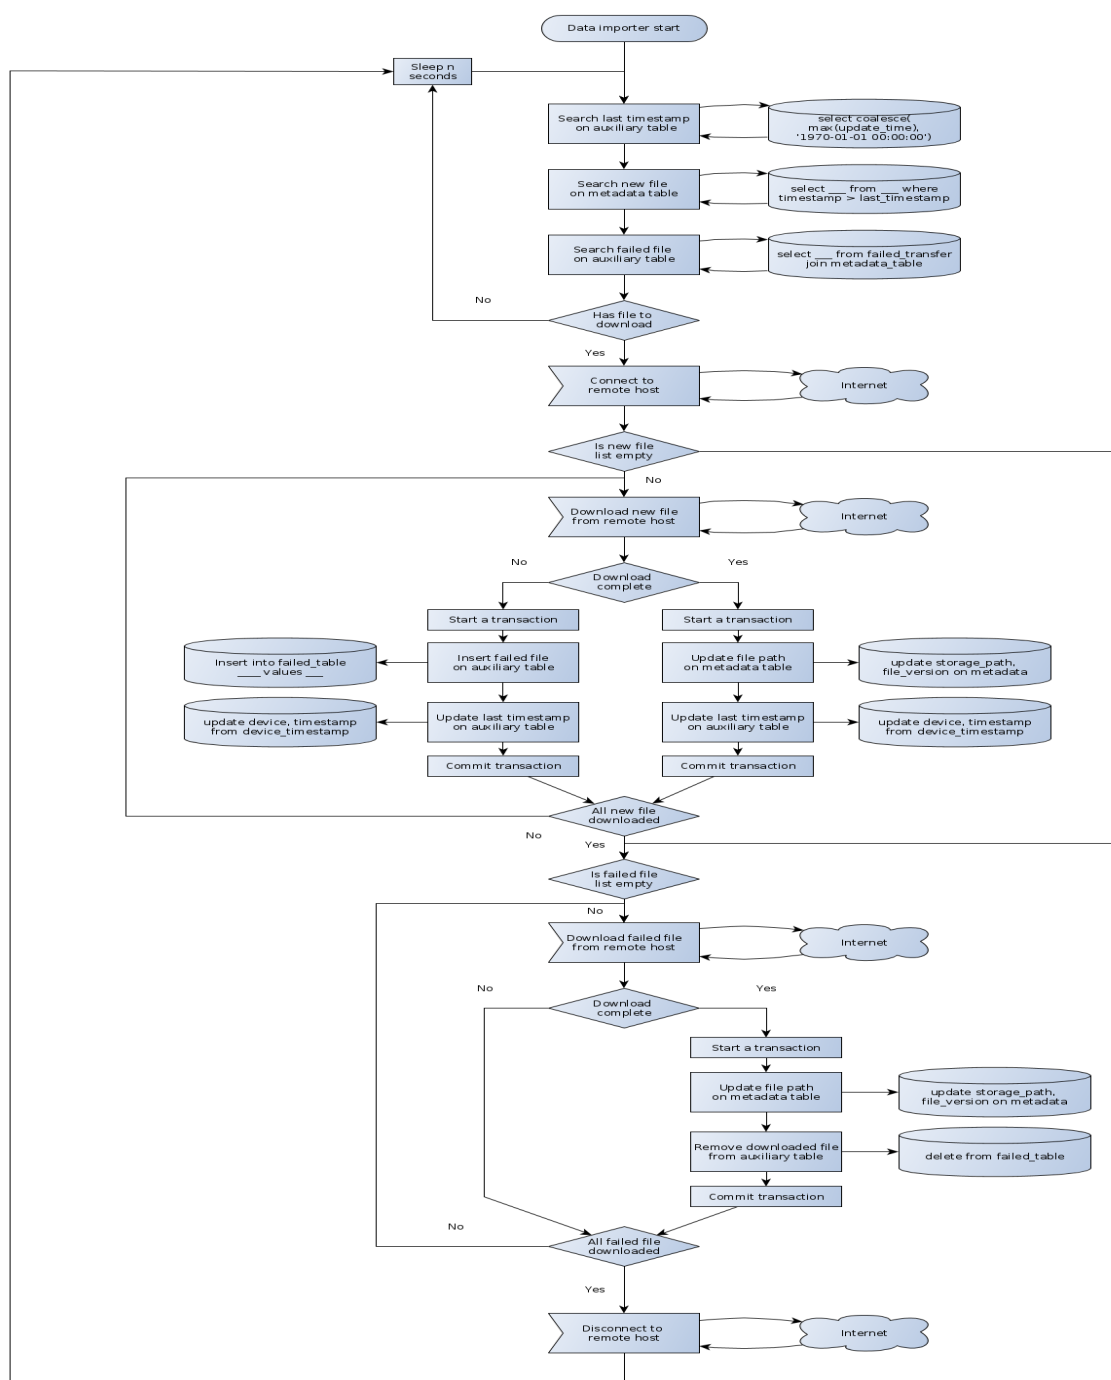 Data importer start
Sleep n
seconds
Search last timestamp
on auxiliary table
select coalesce(
max(update_time),
'1970-01-01 00:00:00')
Search new file
on metadata table
select ___ from ___ where
timestamp > last_timestamp
Search failed file
on auxiliary table
select ___ from failed_transfer
join metadata_table
No
Has file to
download
Yes
Connect to
remote host
Internet
Is new file
list empty
No
Download new file
from remote host
Internet
No
Yes
Download
complete
Start a transaction
Start a transaction
Insert into failed_table
____ values ___
Insert failed file
on auxiliary table
Update file path
on metadata table
update storage_path,
file_version on metadata
update device, timestamp
from device_timestamp
Update last timestamp
on auxiliary table
Update last timestamp
on auxiliary table
update device, timestamp
from device_timestamp
Commit transaction
Commit transaction
All new file
downloaded
No
Yes
Is failed file
list empty
No
Download failed file
from remote host
Internet
No
Yes
Download
complete
Start a transaction
Update file path
on metadata table
update storage_path,
file_version on metadata
Remove downloaded file
from auxiliary table
delete from failed_table
Commit transaction
No
All failed file
downloaded
Yes
Disconnect to
remote host
Internet